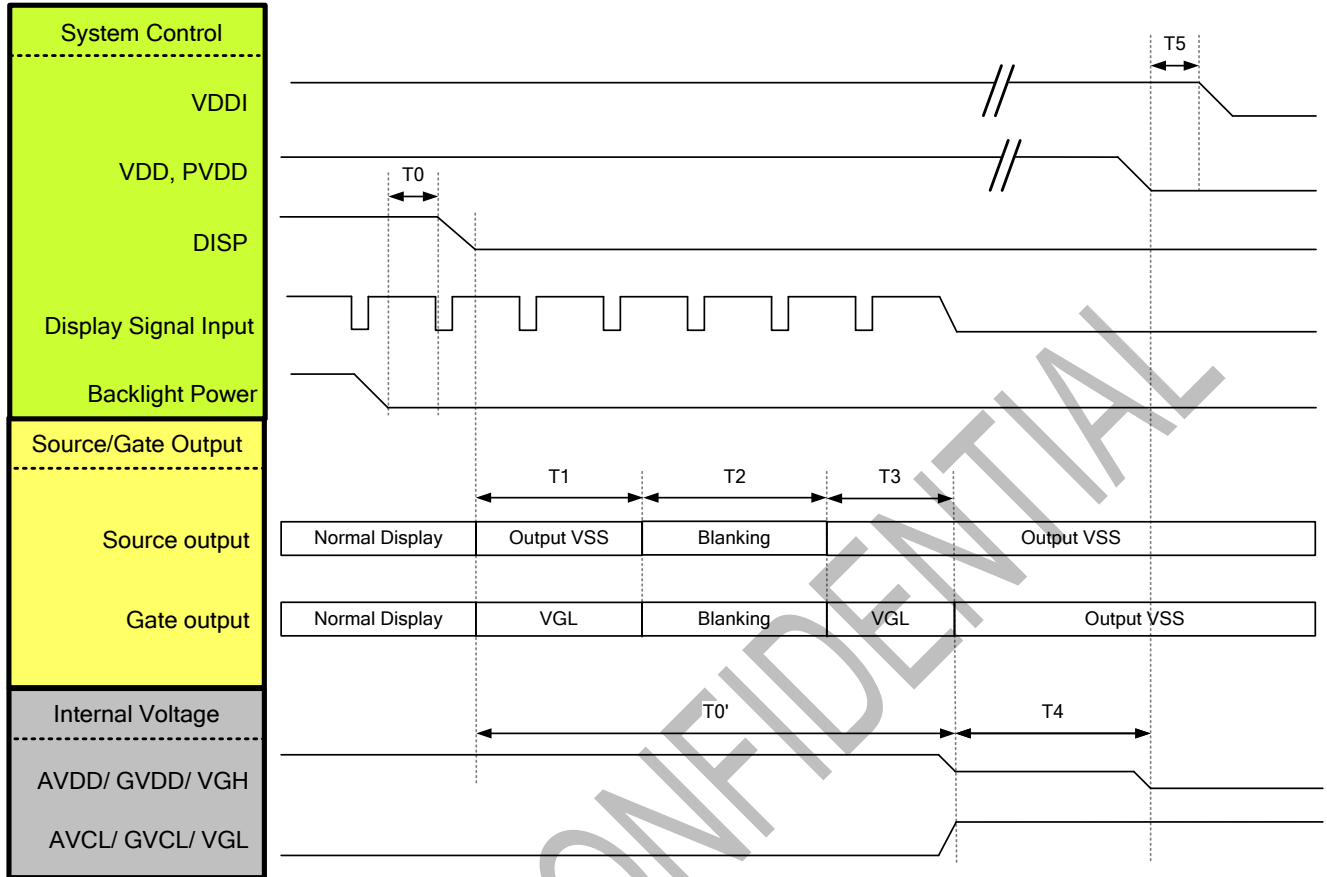 System Control
T5
VDDI
VDD, PVDD
T0
DISP
Display Signal Input
Backlight Power
Source/Gate Output
T1 T2 T3
Source output Normal Display Output VSS Blanking Output VSS
Gate output Normal Display VGL Blanking VGL Output VSS
Internal Voltage
T0' T4
AVDD/ GVDD/ VGH
AVCL/ GVCL/ VGL
ONFIDENTIAL